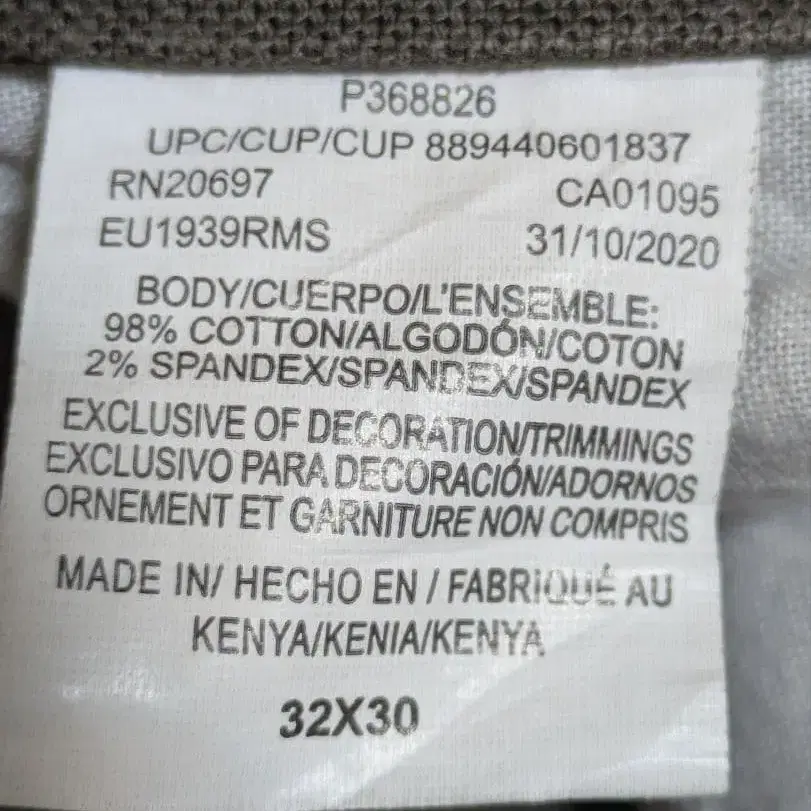 P368826
UPC/CUP/CUP 889440601837
RN20697 CA01095
EU1939RMS 31/10/2020
BODY/CUERPO/L'ENSEMBLE:
98% COTTON/ALGODÓN/COTON
2% SPANDEX/SPANDEX/SPANDEX
EXCLUSIVE OF DECORATION/TRIMMINGS
EXCLUSIVO PARA DECORACIÓN/ADORNOS
ORNEMENT ET GARNITURE NON COMPRIS
MADE IN/ HECHO EN / FABRIQUÉ AU
KENYA/KENIA/KENYA
32X30